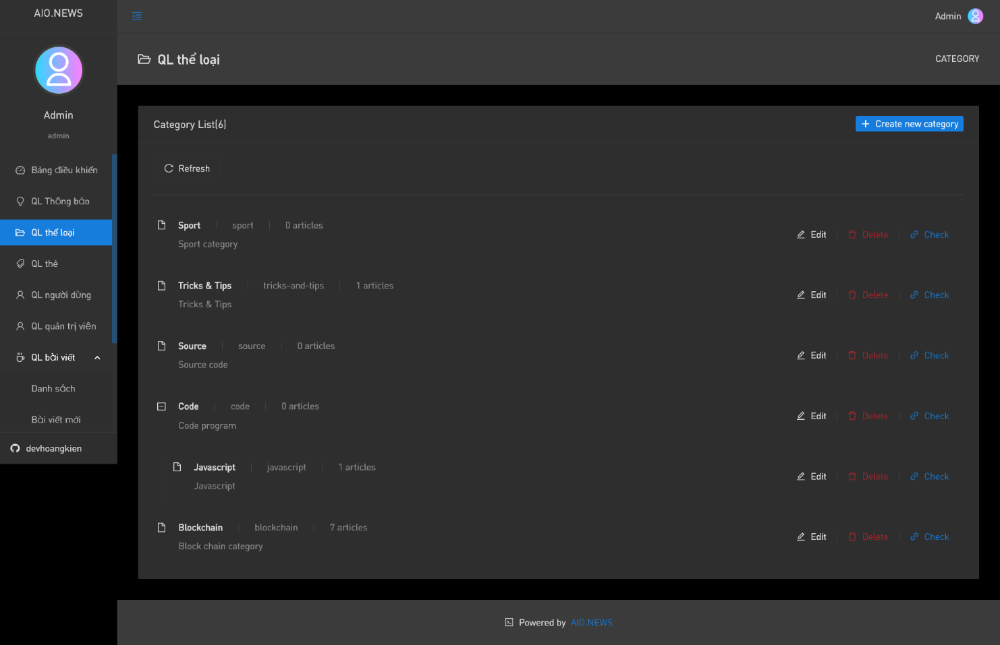 AIO.NEWS
Admin
QL thể loại
CATEGORY
Admin
admin
Bảng điều khiển
QL Thông báo
QL thể loại
QL thẻ
QL người dùng
QL quản trị viên
QL bài viết
Danh sách
Bài viết mới
devhoangkien
Category List(6)
Create new category
Refresh
Sport sport 0 articles
Sport category
Edit Delete Check
Tricks & Tips tricks-and-tips 1 articles
Tricks & Tips
Edit Delete Check
Source source 0 articles
Source code
Edit Delete Check
Code code 0 articles
Code program
Edit Delete Check
Javascript javascript 1 articles
Javascript
Edit Delete Check
Blockchain blockchain 7 articles
Block chain category
Edit Delete Check
Powered by AIO.NEWS